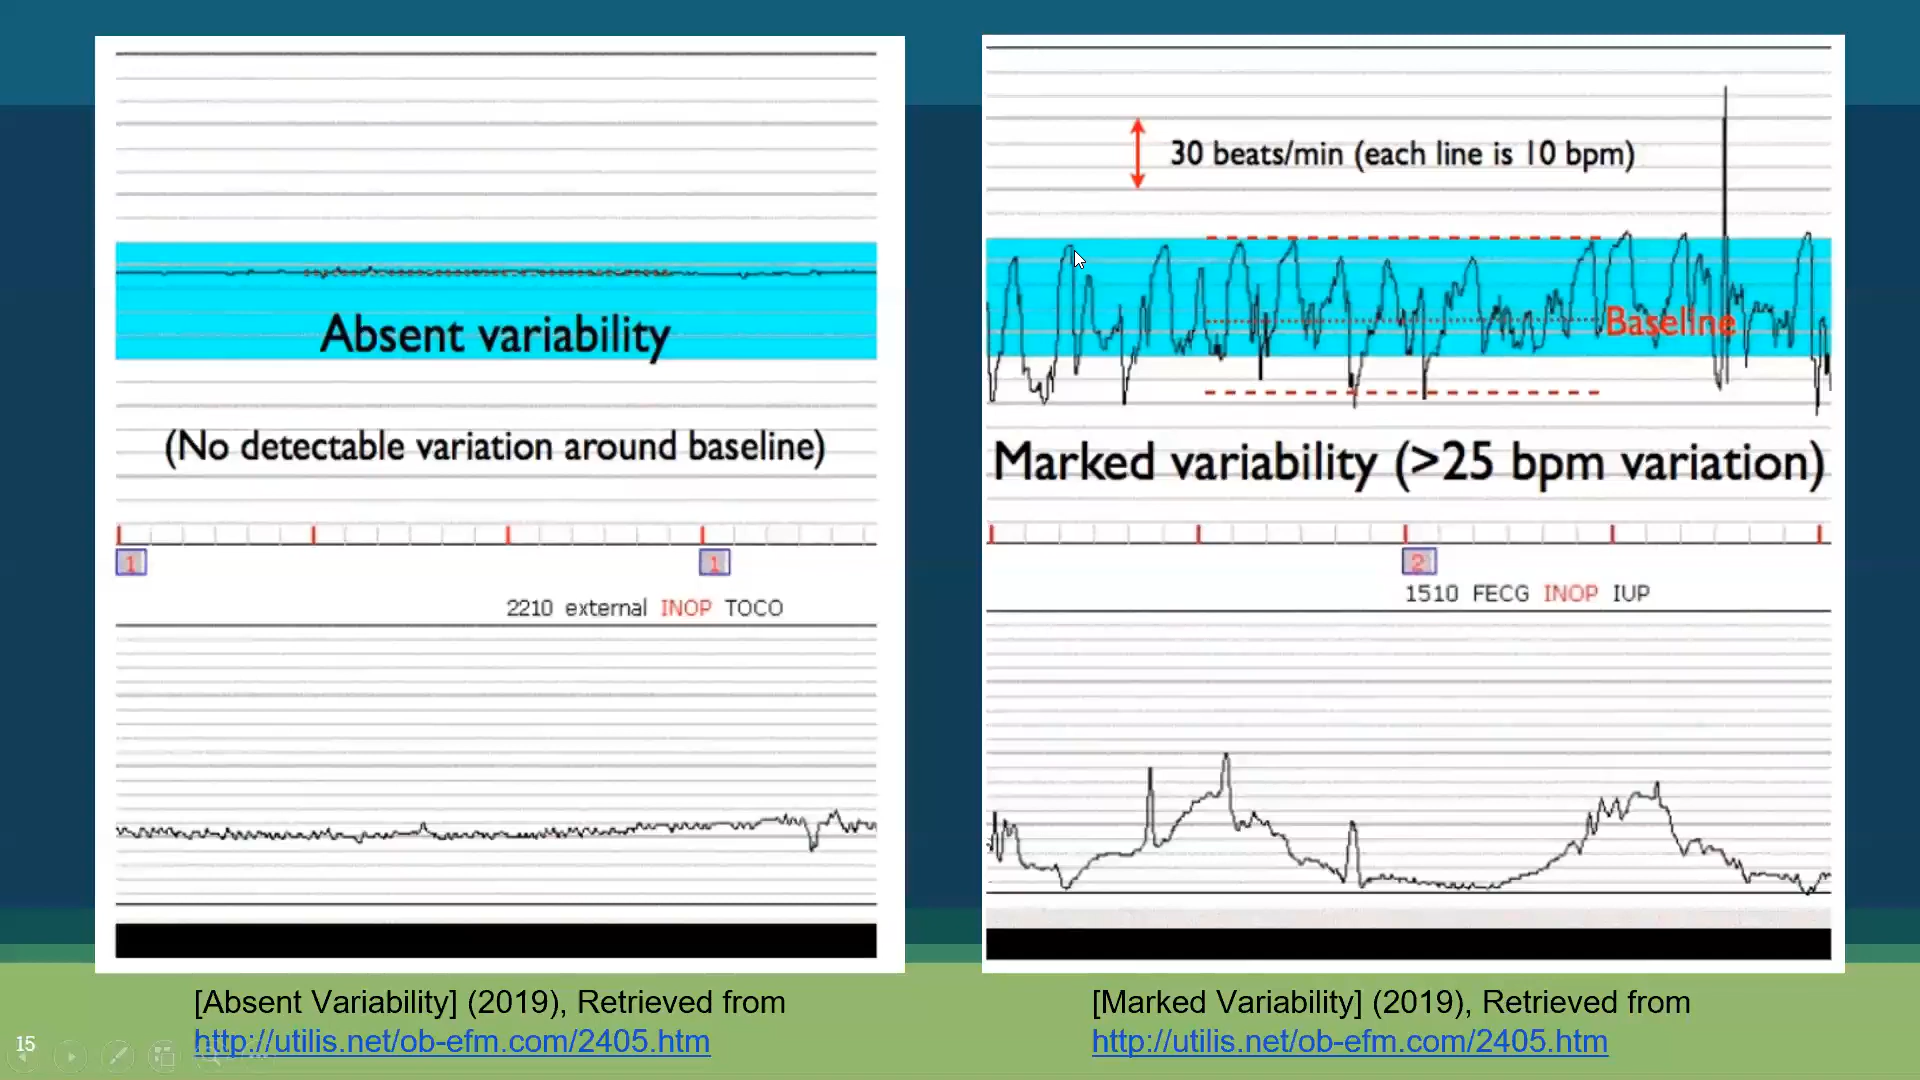 Absent variability
(No detectable variation around baseline)
1
1
2210 external INOP TOCO
[Absent Variability] (2019), Retrieved from
http://utilis.net/ob-efm.com/2405.htm
30 beats/min (each line is 10 bpm)
Baseline
Marked variability (>25 bpm variation)
2
1510 FECG INOP IUP
[Marked Variability] (2019), Retrieved from
http://utilis.net/ob-efm.com/2405.htm
15